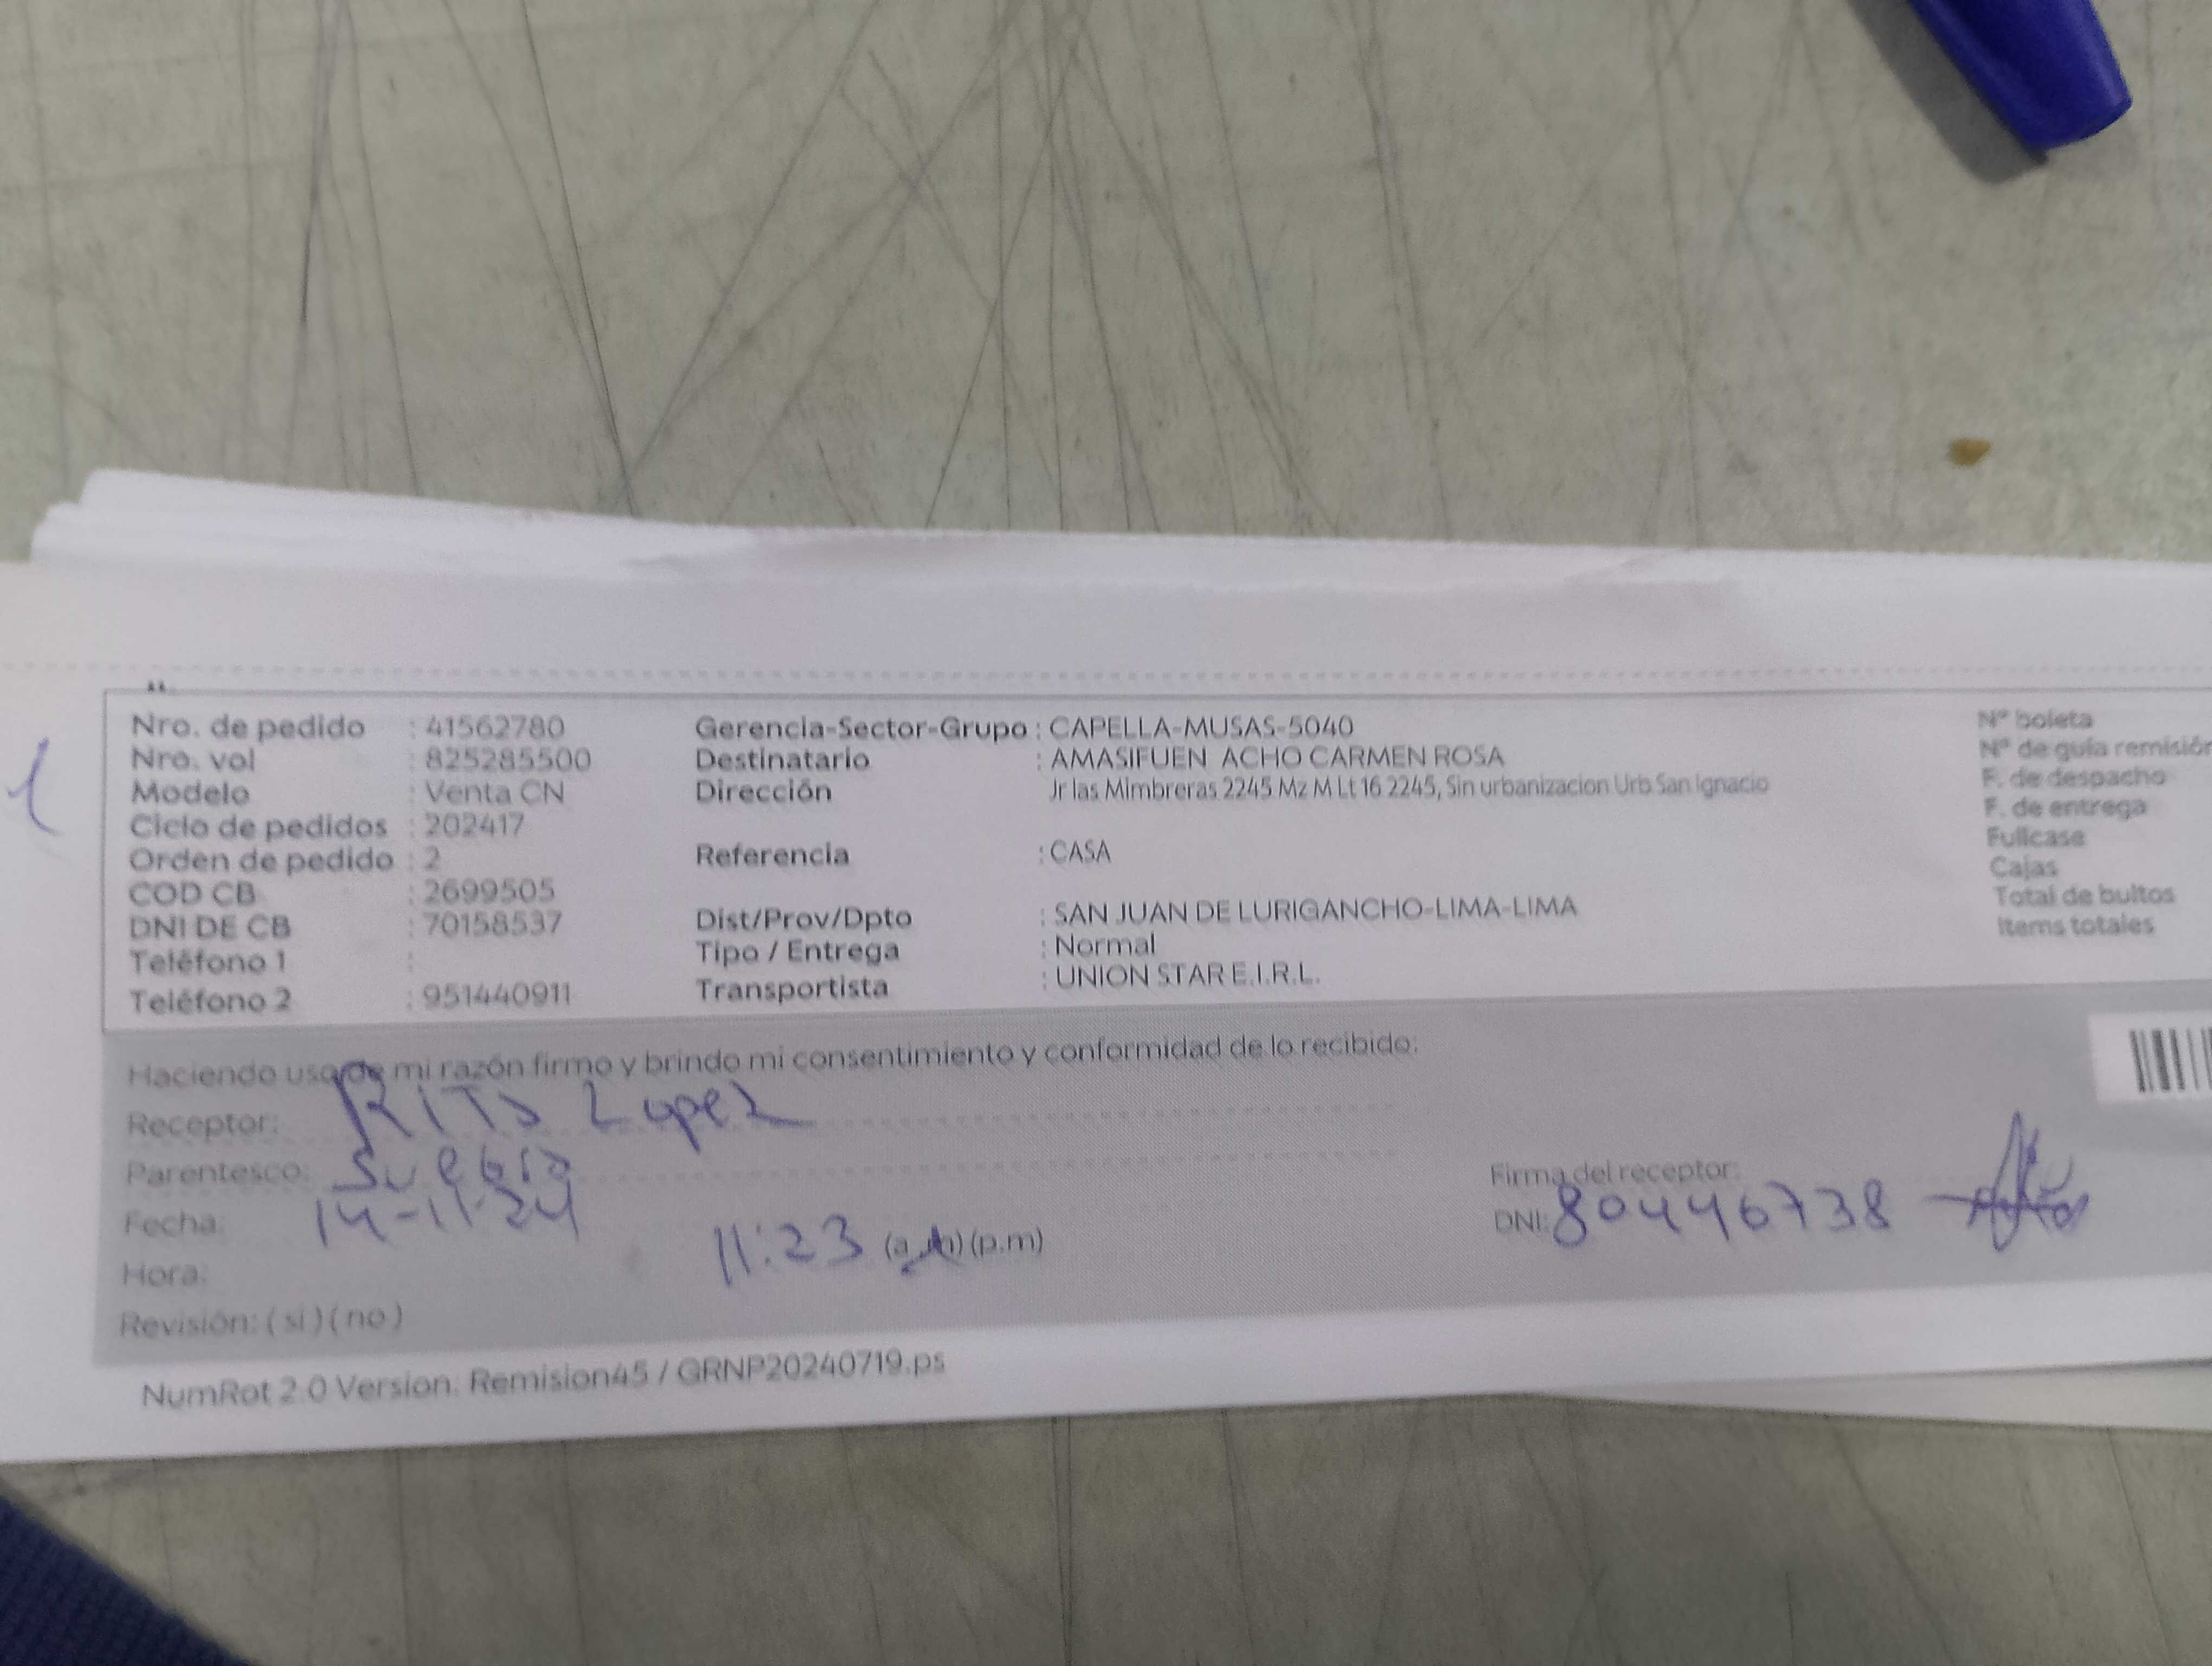 Nro. de pedido : 41562780
Nro. vol : 825285500
Modelo : Venta CN
Ciclo de pedidos : 202417
Orden de pedido : 2
COD CB : 2699505
DNI DE CB : 70158537
Teléfono 1 :
Teléfono 2 : 951440911
Gerencia-Sector-Grupo : CAPELLA-MUSAS-5040
Destinatario : AMASIFUEN ACHO CARMEN ROSA
Dirección Jr las Mimbreras 2245 Mz M Lt 16 2245, Sin urbanizacion Urb San Ignacio
Referencia : CASA
Dist/Prov/Dpto : SAN JUAN DE LURIGANCHO-LIMA-LIMA
Tipo / Entrega : Normal
Transportista : UNION STAR E.I.R.L.
N° boleta
N° de guía remisión
F. de despacho
F. de entrega
Fullcase
Cajas
Total de bultos
Items totales
Haciendo uso de mi razón firmo y brindo mi consentimiento y conformidad de lo recibido:
Receptor: RITA Lopez
Parentesco: Suegra
Fecha: 14-11-24
Hora: 11:23 (a.m) (p.m)
Revisión: ( si ) ( no )
Firma del receptor:
DNI: 80446738
NumRot 2.0 Version: Remision45 / GRNP20240719.ps